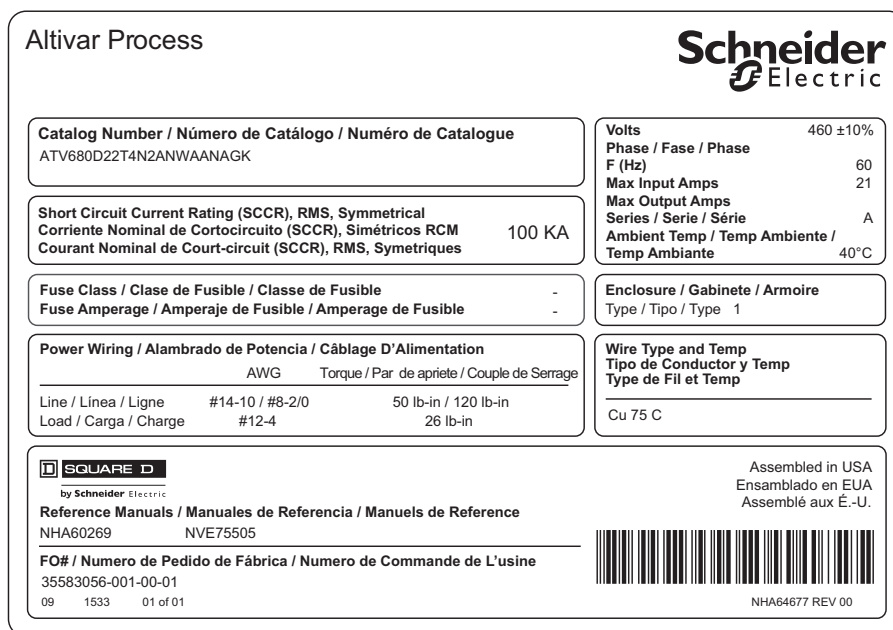 Altivar Process
Schneider
Electric
Catalog Number / Número de Catálogo / Numéro de Catalogue
ATV680D22T4N2ANWAANAGK
Short Circuit Current Rating (SCCR), RMS, Symmetrical
Corriente Nominal de Cortocircuito (SCCR), Simétricos RCM
Courant Nominal de Court-circuit (SCCR), RMS, Symetriques
100 KA
Volts 460 ±10%
Phase / Fase / Phase
F (Hz) 60
Max Input Amps 21
Max Output Amps
Series / Serie / Série A
Ambient Temp / Temp Ambiente /
Temp Ambiante 40°C
Fuse Class / Clase de Fusible / Classe de Fusible -
Fuse Amperage / Amperaje de Fusible / Amperage de Fusible -
Enclosure / Gabinete / Armoire
Type / Tipo / Type 1
Power Wiring / Alambrado de Potencia / Câblage D'Alimentation
AWG Torque / Par de apriete / Couple de Serrage
Line / Línea / Ligne #14-10 / #8-2/0 50 lb-in / 120 lb-in
Load / Carga / Charge #12-4 26 lb-in
Wire Type and Temp
Tipo de Conductor y Temp
Type de Fil et Temp
Cu 75 C
D SQUARE D
by Schneider Electric
Reference Manuals / Manuales de Referencia / Manuels de Reference
NHA60269 NVE75505
FO# / Numero de Pedido de Fábrica / Numero de Commande de L'usine
35583056-001-00-01
09 1533 01 of 01
Assembled in USA
Ensamblado en EUA
Assemblé aux É.-U.
NHA64677 REV 00